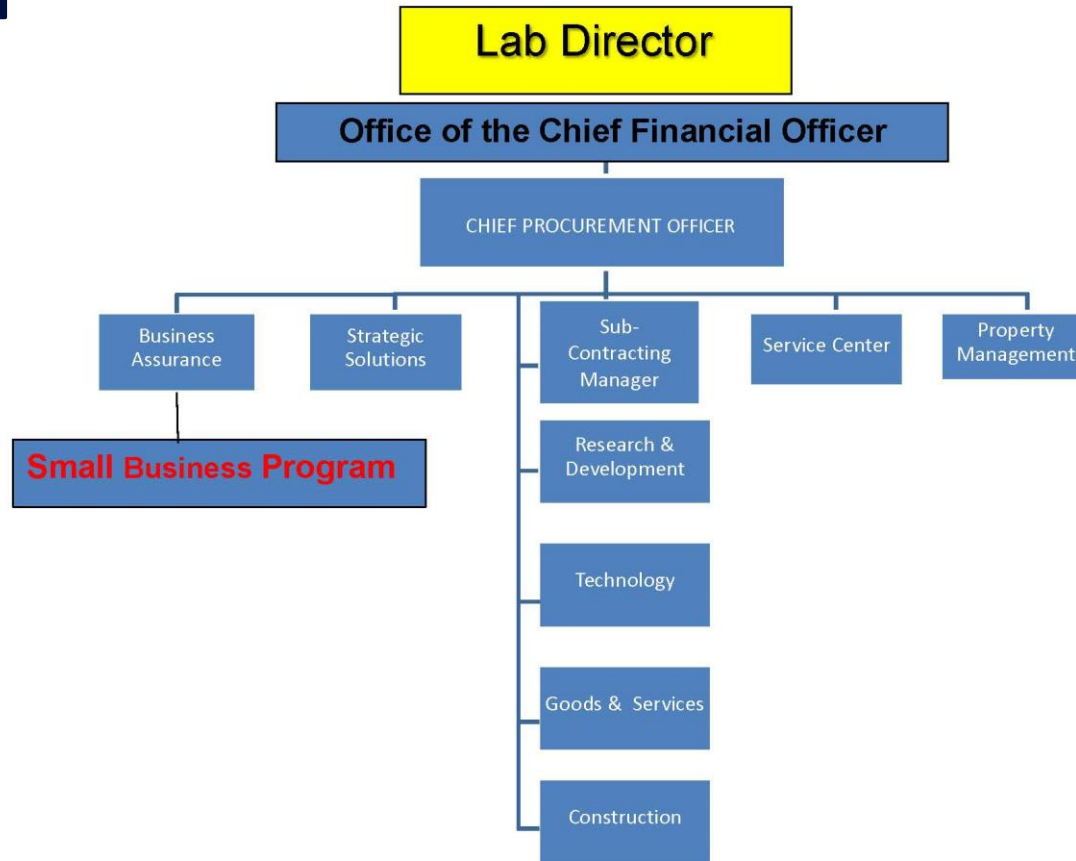 Lab Director
Office of the Chief Financial Officer
CHIEF PROCUREMENT OFFICER
Business
Assurance
Strategic
Solutions
Sub-
Contracting
Manager
Service Center
Property
Management
Small Business Program
Research &
Development
Technology
Goods & Services
Construction